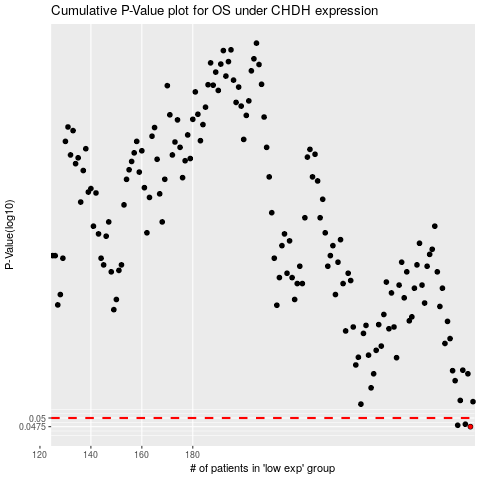 Cumulative P-Value plot for OS under CHDH expression
P-Value(log10)
0.05
0.0475
120 140 160 180
# of patients in 'low exp' group